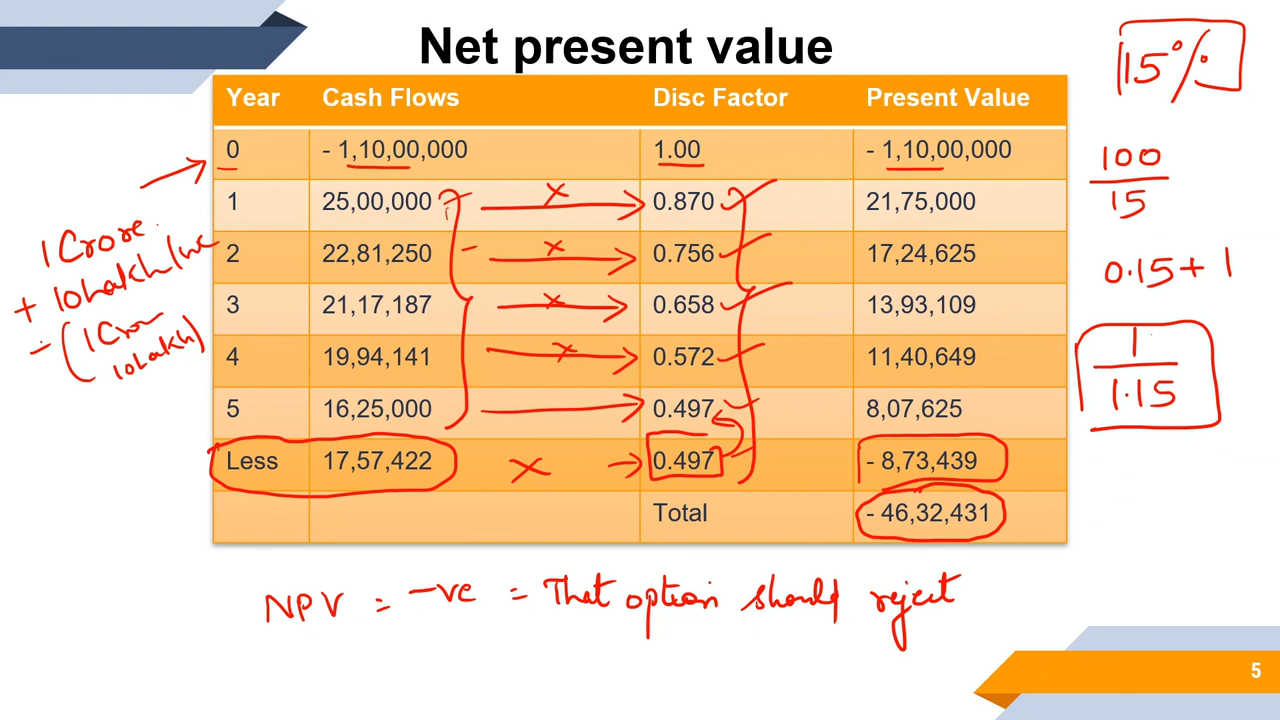 Net present value
15%
Year Cash Flows Disc Factor Present Value
0 - 1,10,00,000 1.00 - 1,10,00,000
1 25,00,000 0.870 21,75,000
2 22,81,250 0.756 17,24,625
3 21,17,187 0.658 13,93,109
4 19,94,141 0.572 11,40,649
5 16,25,000 0.497 8,07,625
Less 17,57,422 0.497 - 8,73,439
Total - 46,32,431
1 Crore
+ 10 Lakh
- (1 Cror
10 Lakh)
100
15
0.15 + 1
1
1.15
NPV = -ve = That option should reject
5